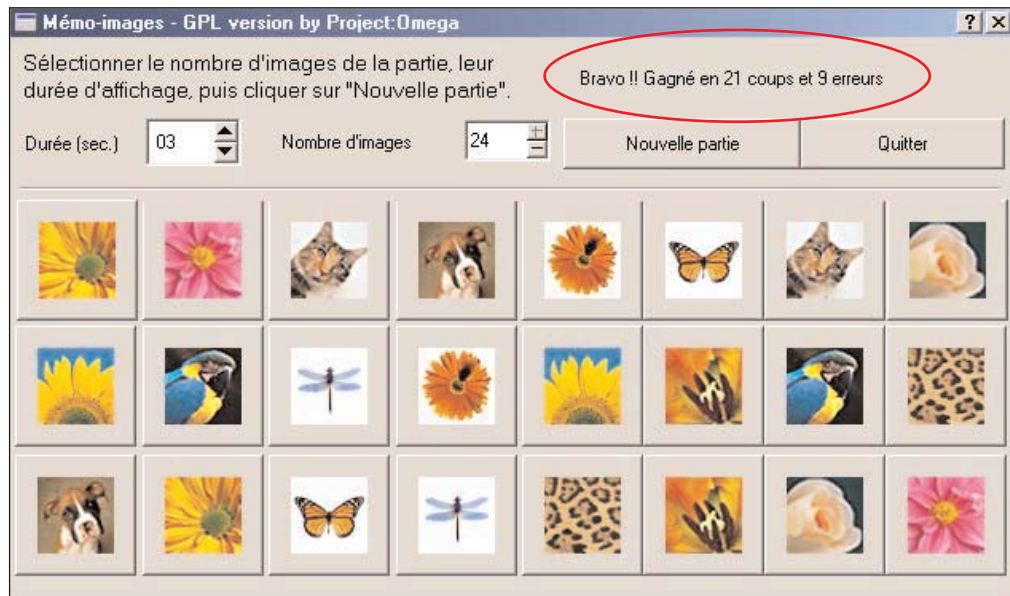 Mémo-images - GPL version by Project:Omega
Sélectionner le nombre d'images de la partie, leur
durée d'affichage, puis cliquer sur "Nouvelle partie".
Bravo !! Gagné en 21 coups et 9 erreurs
Durée (sec.) 03 Nombre d'images 24 Nouvelle partie Quitter